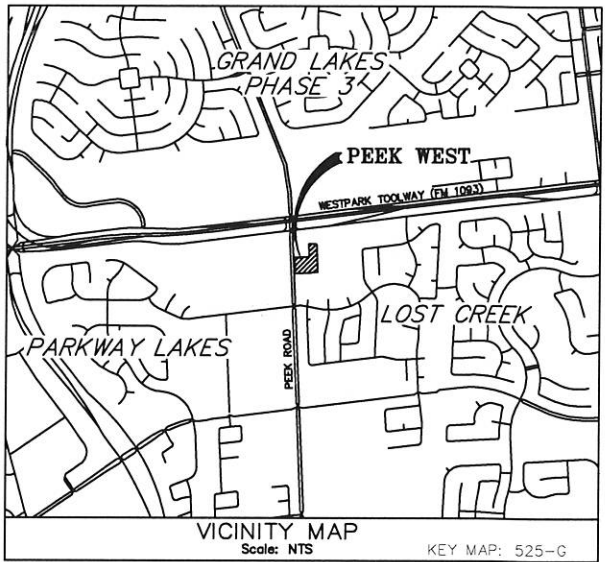 GRAND LAKES
PHASE 3
PEEK WEST
WESTPARK TOOLWAY (FM 1093)
LOST CREEK
PARKWAY LAKES
PEEK ROAD
VICINITY MAP
Scale: NTS
KEY MAP: 525-G